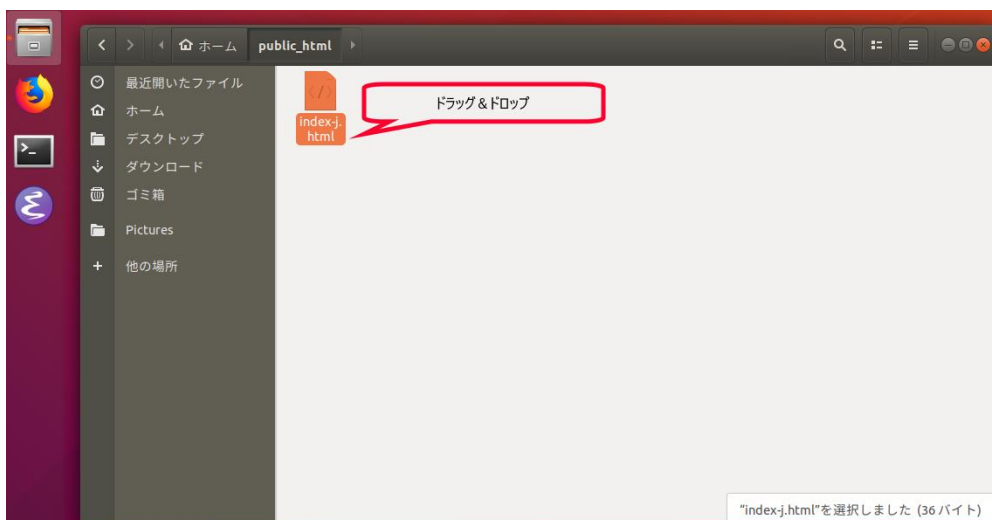 ホーム public_html
最近開いたファイル
ホーム
デスクトップ
ダウンロード
ゴミ箱
Pictures
他の場所
index-j.
html
ドラッグ＆ドロップ
"index-j.html"を選択しました (36 バイト)